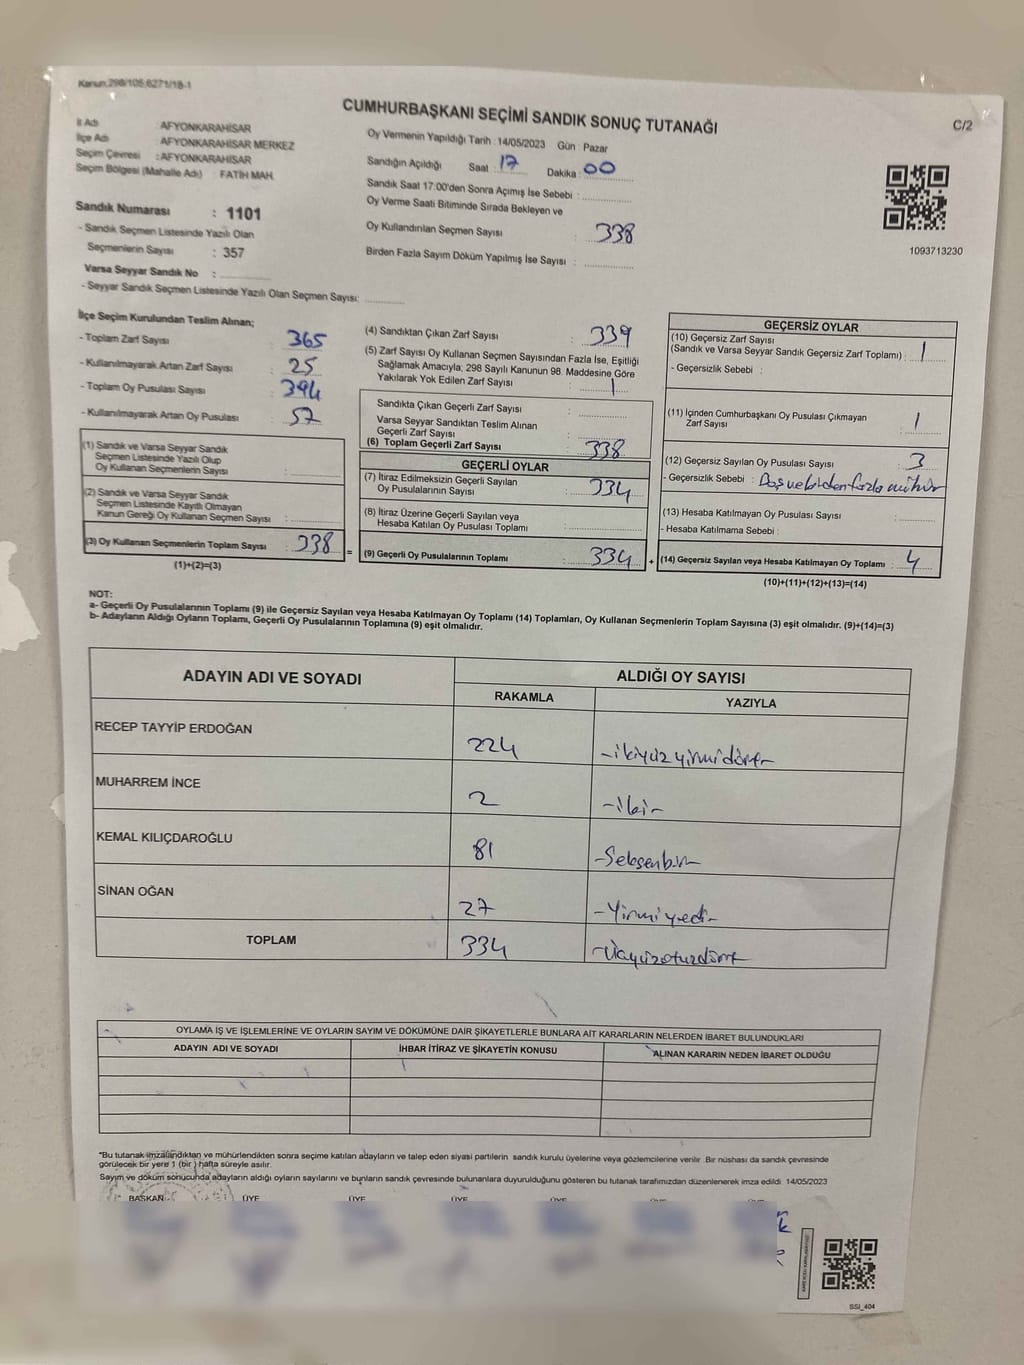 Kanun:298/105;6271/18-1
CUMHURBAŞKANI SEÇİMİ SANDIK SONUÇ TUTANAĞI
C/2
İl Adı : AFYONKARAHİSAR
İlçe Adı : AFYONKARAHİSAR MERKEZ
Seçim Çevresi : AFYONKARAHİSAR
Seçim Bölgesi (Mahalle Adı) : FATİH MAH.
Sandık Numarası : 1101
- Sandık Seçmen Listesinde Yazılı Olan
Seçmenlerin Sayısı : 357
Varsa Seyyar Sandık No :
- Seyyar Sandık Seçmen Listesinde Yazılı Olan Seçmen Sayısı:
Oy Vermenin Yapıldığı Tarih : 14/05/2023 Gün : Pazar
Sandığın Açıldığı Saat : 17 Dakika : 00
Sandık Saat 17:00'den Sonra Açımış İse Sebebi :
Oy Verme Saati Bitiminde Sırada Bekleyen ve
Oy Kullandırılan Seçmen Sayısı : 338
Birden Fazla Sayım Döküm Yapılmış İse Sayısı :
1093713230
İlçe Seçim Kurulundan Teslim Alınan;
- Toplam Zarf Sayısı : 365
- Kullanılmayarak Artan Zarf Sayısı : 25
- Toplam Oy Pusulası Sayısı : 394
- Kullanılmayarak Artan Oy Pusulası : 57
(1) Sandık ve Varsa Seyyar Sandık
Seçmen Listesinde Yazılı Olup
Oy Kullanan Seçmenlerin Sayısı :
(2) Sandık ve Varsa Seyyar Sandık
Seçmen Listesinde Kayıtlı Olmayan
Kanun Gereği Oy Kullanan Seçmen Sayısı :
(3) Oy Kullanan Seçmenlerin Toplam Sayısı : 338
(1)+(2)=(3)
=
(4) Sandıktan Çıkan Zarf Sayısı : 339
(5) Zarf Sayısı Oy Kullanan Seçmen Sayısından Fazla İse, Eşitliği
Sağlamak Amacıyla; 298 Sayılı Kanunun 98. Maddesine Göre
Yakılarak Yok Edilen Zarf Sayısı : 1
Sandıkta Çıkan Geçerli Zarf Sayısı :
Varsa Seyyar Sandıktan Teslim Alınan
Geçerli Zarf Sayısı :
(6) Toplam Geçerli Zarf Sayısı : 338
GEÇERLİ OYLAR
(7) İtiraz Edilmeksizin Geçerli Sayılan
Oy Pusulalarının Sayısı : 334
(8) İtiraz Üzerine Geçerli Sayılan veya
Hesaba Katılan Oy Pusulası Toplamı :
(9) Geçerli Oy Pusulalarının Toplamı : 334
+
GEÇERSİZ OYLAR
(10) Geçersiz Zarf Sayısı
(Sandık ve Varsa Seyyar Sandık Geçersiz Zarf Toplamı) : 1
- Geçersizlik Sebebi :
(11) İçinden Cumhurbaşkanı Oy Pusulası Çıkmayan
Zarf Sayısı : 1
(12) Geçersiz Sayılan Oy Pusulası Sayısı : 3
- Geçersizlik Sebebi : Boş ve birden fazla mühür
(13) Hesaba Katılmayan Oy Pusulası Sayısı :
- Hesaba Katılmama Sebebi :
(14) Geçersiz Sayılan veya Hesaba Katılmayan Oy Toplamı : 4
(10)+(11)+(12)+(13)=(14)
NOT:
a- Geçerli Oy Pusulalarının Toplamı (9) ile Geçersiz Sayılan veya Hesaba Katılmayan Oy Toplamı (14) Toplamları, Oy Kullanan Seçmenlerin Toplam Sayısına (3) eşit olmalıdır. (9)+(14)=(3)
b- Adayların Aldığı Oyların Toplamı, Geçerli Oy Pusulalarının Toplamına (9) eşit olmalıdır.
ADAYIN ADI VE SOYADI ALDIĞI OY SAYISI
RAKAMLA YAZIYLA
RECEP TAYYİP ERDOĞAN 224 -ikiyüzyirmidört-
MUHARREM İNCE 2 -iki-
KEMAL KILIÇDAROĞLU 81 -Seksenbir-
SİNAN OĞAN 27 -Yirmiyedi-
TOPLAM 334 -Üçyüzotuzdört-
OYLAMA İŞ VE İŞLEMLERİNE VE OYLARIN SAYIM VE DÖKÜMÜNE DAİR ŞİKAYETLERLE BUNLARA AİT KARARLARIN NELERDEN İBARET BULUNDUKLARI
ADAYIN ADI VE SOYADI İHBAR İTİRAZ VE ŞİKAYETİN KONUSU ALINAN KARARIN NEDEN İBARET OLDUĞU
*Bu tutanak imzalandıktan ve mühürlendikten sonra seçime katılan adayların ve talep eden siyasi partilerin sandık kurulu üyelerine veya gözlemcilerine verilir. Bir nüshası da sandık çevresinde
görülecek bir yere 1 (bir) hafta süreyle asılır.
Sayım ve döküm sonucunda adayların aldığı oyların sayılarını ve bunların sandık çevresinde bulunanlara duyurulduğunu gösteren bu tutanak tarafımızdan düzenlenerek imza edildi. 14/05/2023
BAŞKAN ÜYE ÜYE ÜYE ÜYE ÜYE
SSİ_404